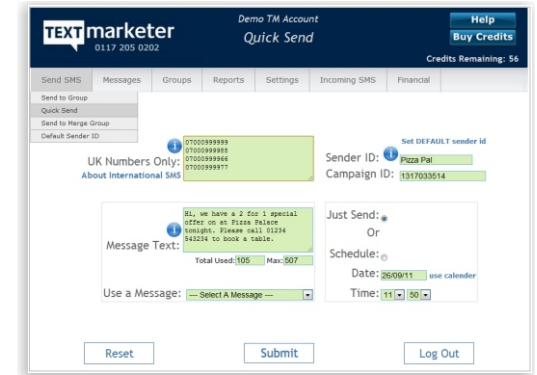 TEXT marketer
0117 205 0202
Demo TM Account
Quick Send
Help
Buy Credits
Credits Remaining: 56
Send SMS Messages Groups Reports Settings Incoming SMS Financial
Send to Group
Quick Send
Send to Merge Group
Default Sender ID
UK Numbers Only:
About International SMS
07000999999
07000999988
07000999966
07000999977
Set DEFAULT sender id
Sender ID: Pizza Pal
Campaign ID: 1317033514
Message Text:
Hi, we have a 2 for 1 special
offer on at Pizza Palace
tonight. Please call 01234
543234 to book a table.
Total Used: 105 Max: 507
Use a Message: --- Select A Message ---
Just Send:
Or
Schedule:
Date: 26/09/11 use calender
Time: 11 50
Reset Submit Log Out